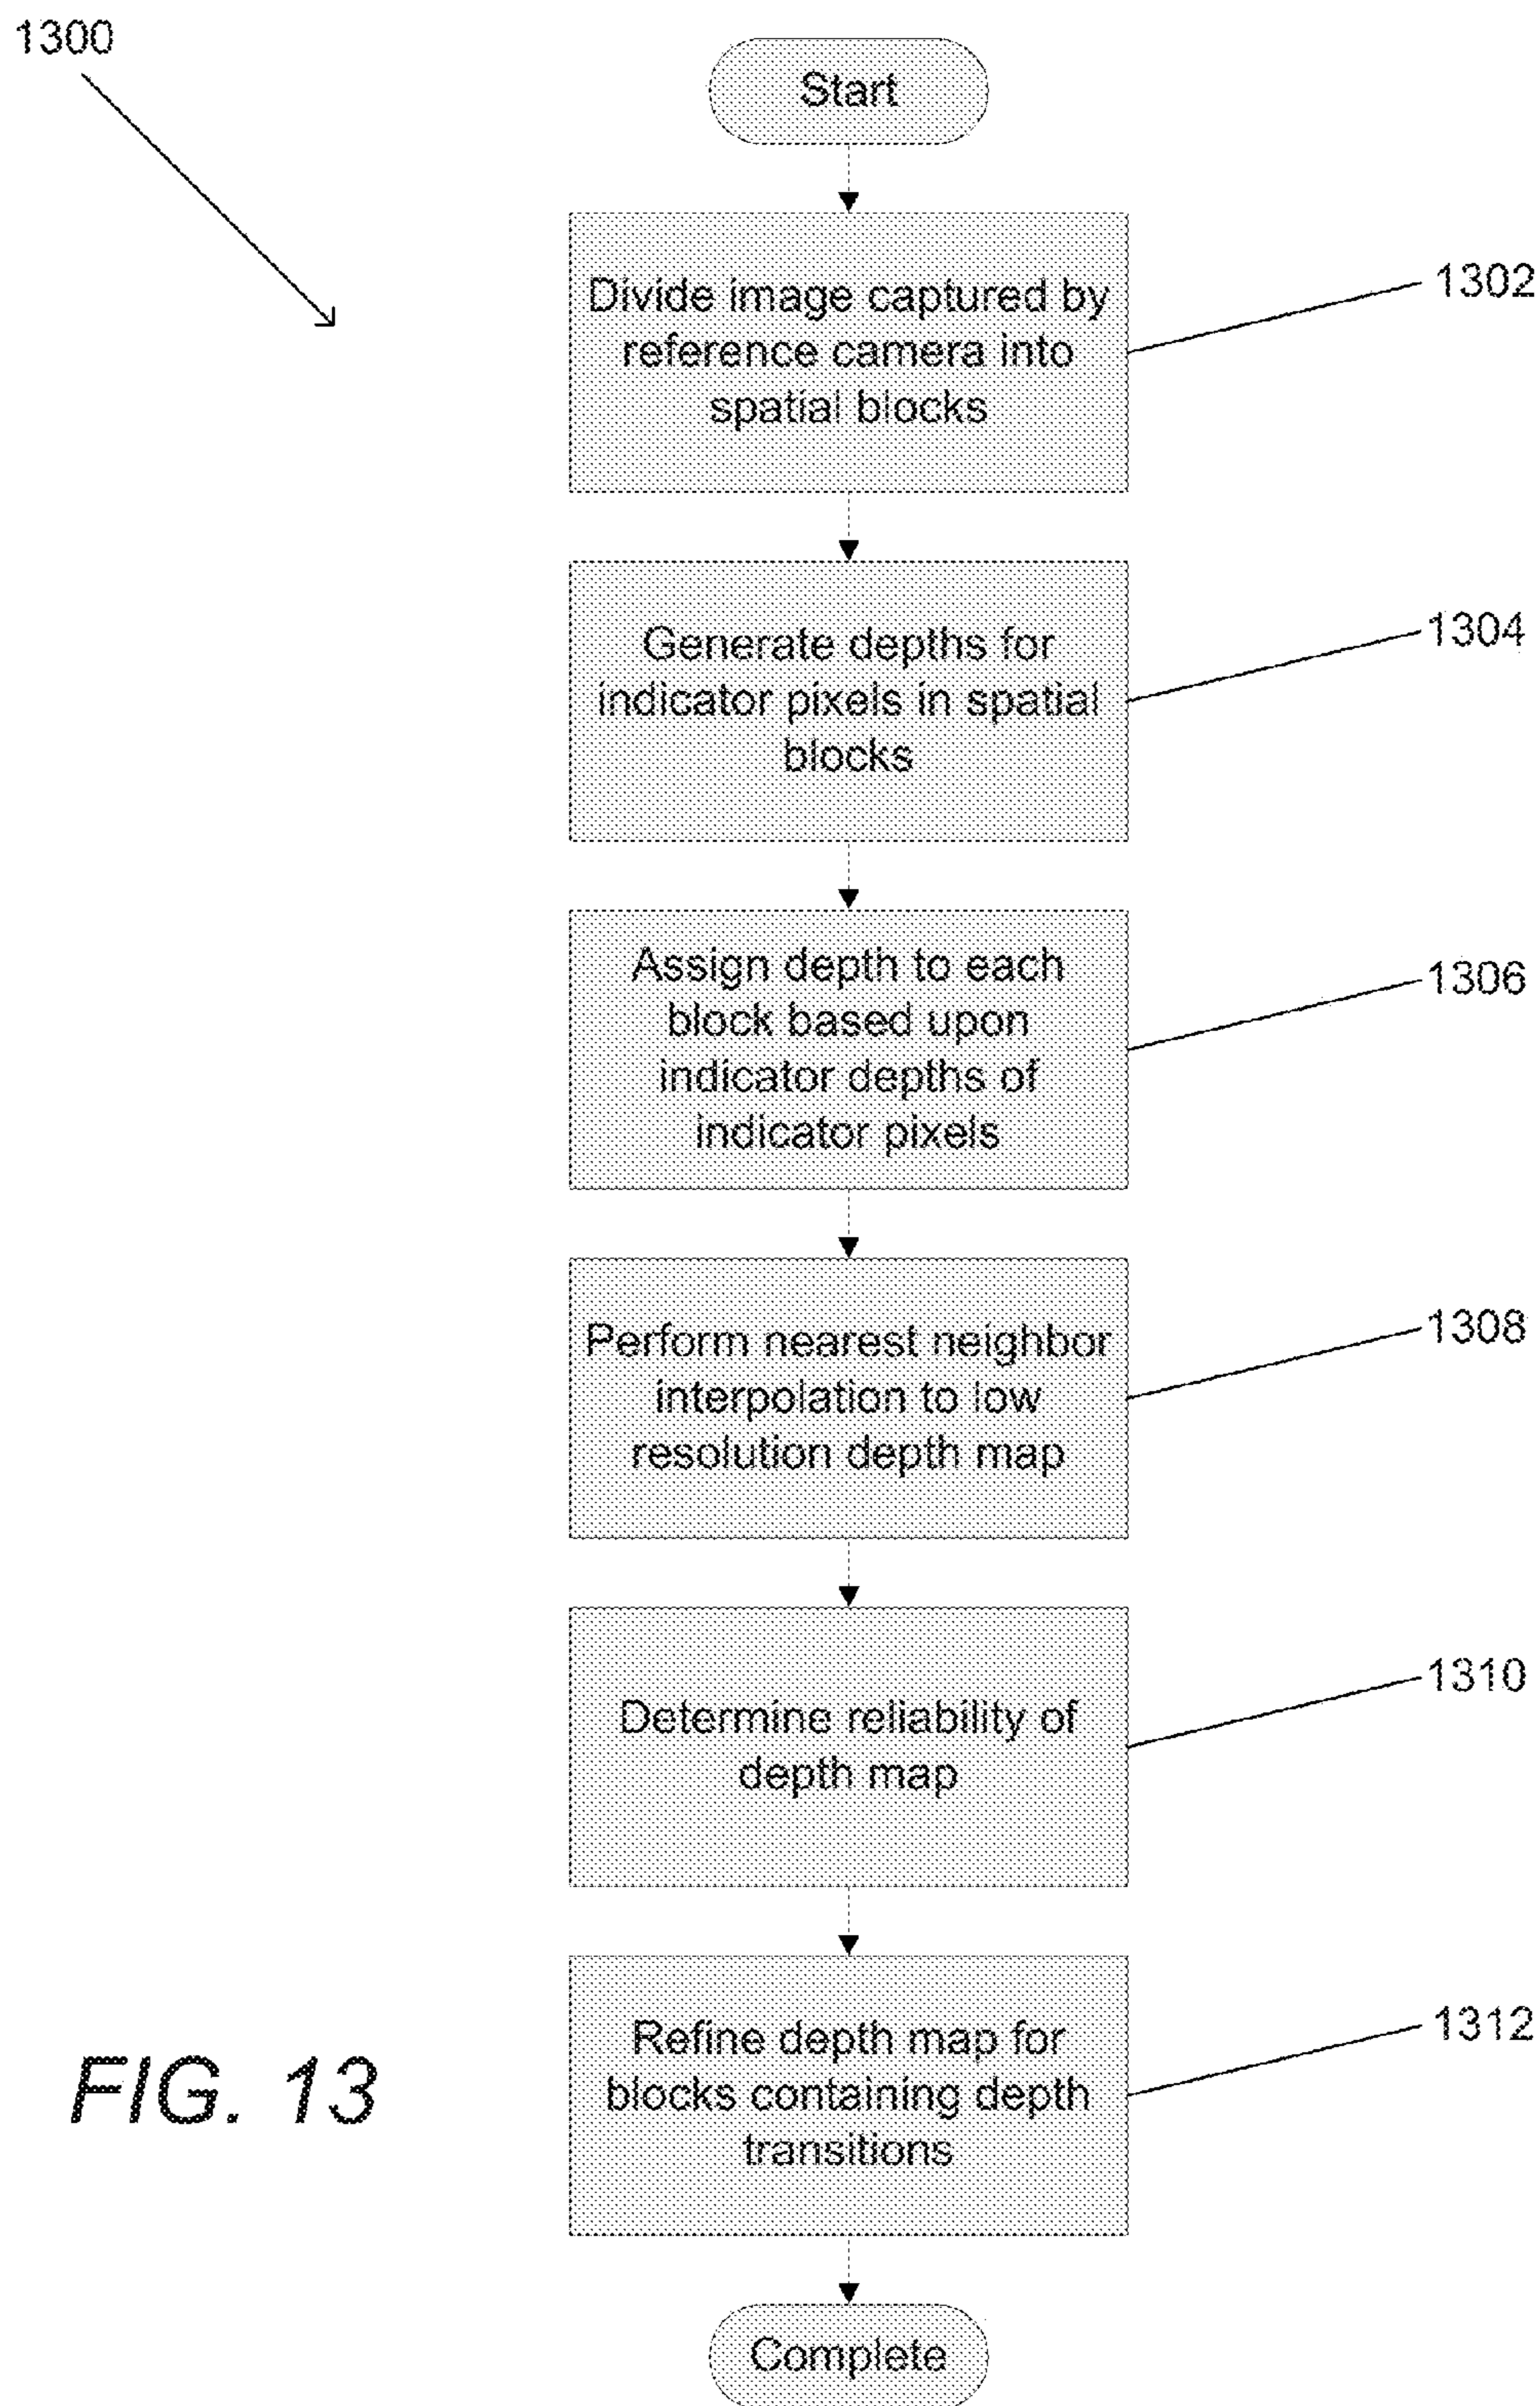 1300
Start
Divide image captured by
reference camera into
spatial blocks
1302
Generate depths for
indicator pixels in spatial
blocks
1304
Assign depth to each
block based upon
indicator depths of
indicator pixels
1306
Perform nearest neighbor
interpolation to low
resolution depth map
1308
Determine reliability of
depth map
1310
Refine depth map for
blocks containing depth
transitions
1312
FIG. 13
Complete